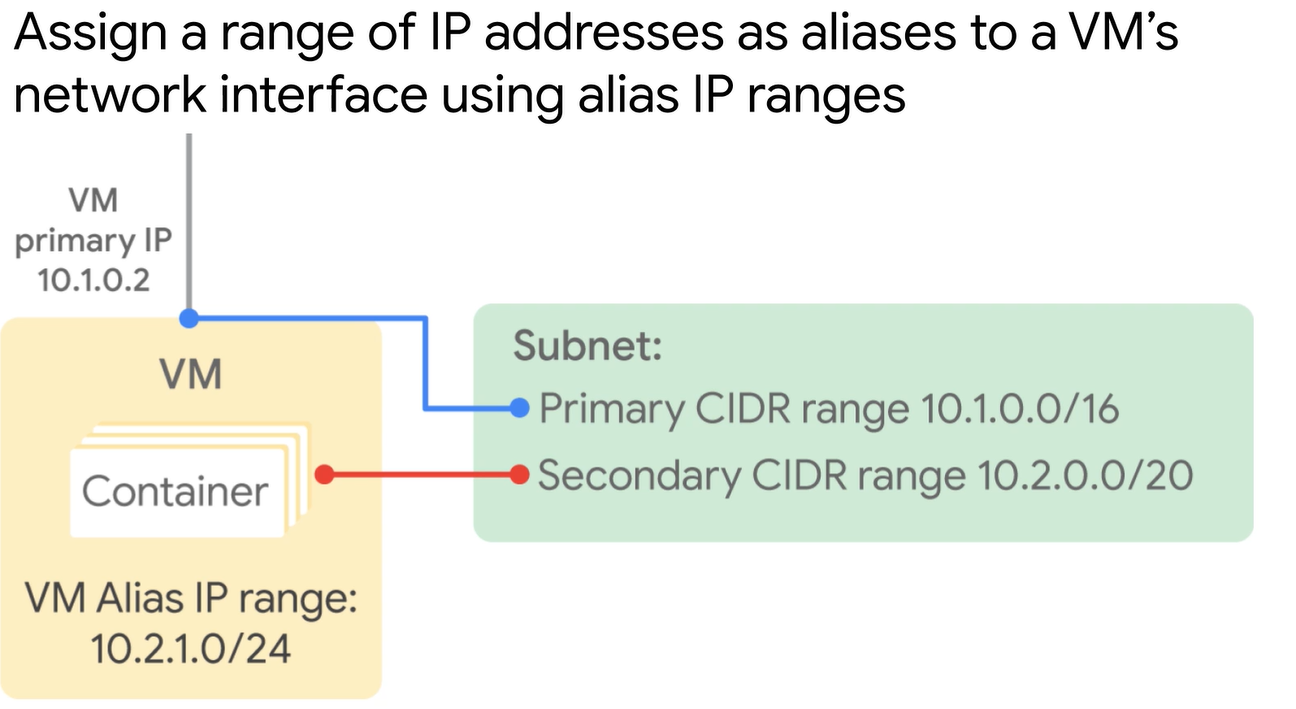 Assign a range of IP addresses as aliases to a VM’s
network interface using alias IP ranges
VM
primary IP
10.1.0.2
VM
Container
VM Alias IP range:
10.2.1.0/24
Subnet:
Primary CIDR range 10.1.0.0/16
Secondary CIDR range 10.2.0.0/20